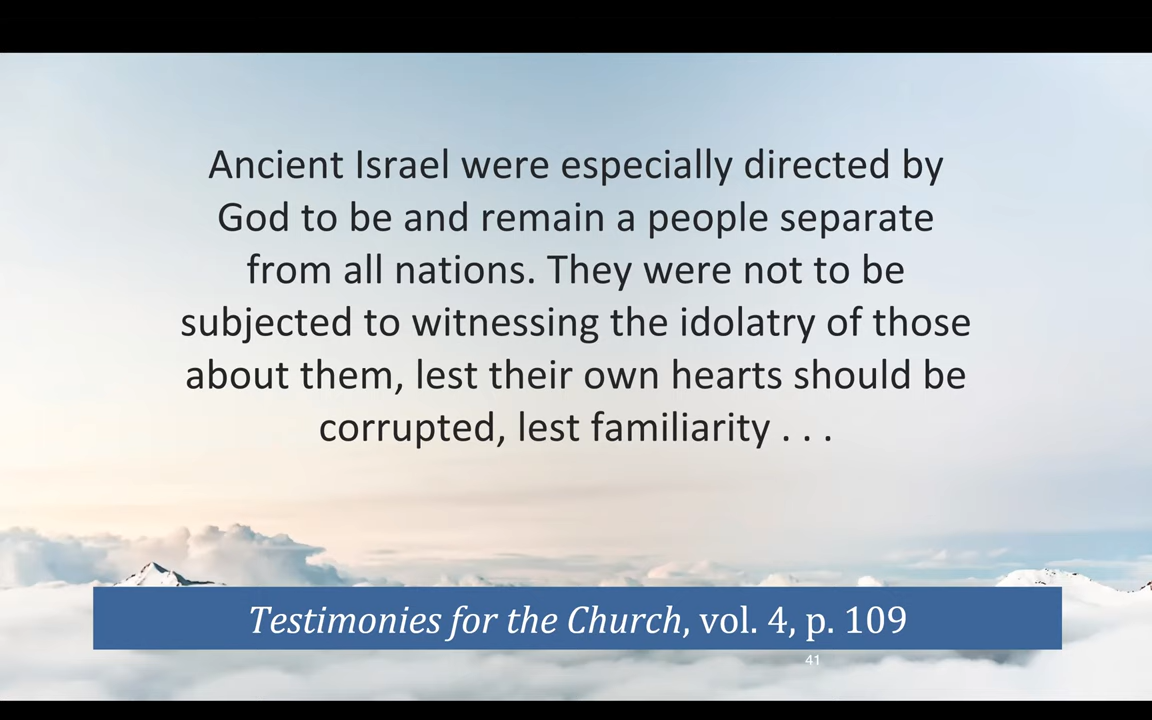 Ancient Israel were especially directed by
God to be and remain a people separate
from all nations. They were not to be
subjected to witnessing the idolatry of those
about them, lest their own hearts should be
corrupted, lest familiarity . . .
Testimonies for the Church, vol. 4, p. 109
41